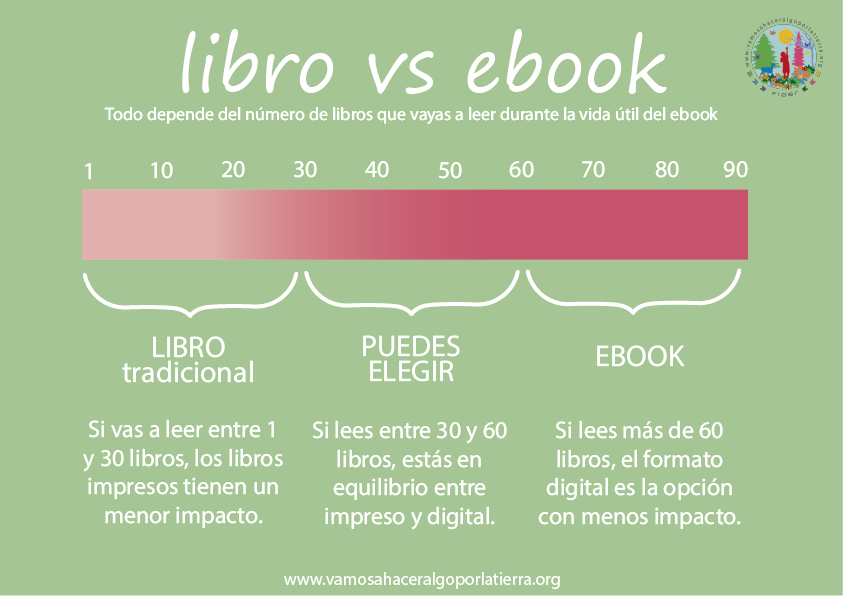 libro vs ebook
www.vamosahaceralgoporlatierra.org
Todo depende del número de libros que vayas a leer durante la vida útil del ebook
1 10 20 30 40 50 60 70 80 90
LIBRO
tradicional
PUEDES
ELEGIR
EBOOK
Si vas a leer entre 1
y 30 libros, los libros
impresos tienen un
menor impacto.
Si lees entre 30 y 60
libros, estás en
equilibrio entre
impreso y digital.
Si lees más de 60
libros, el formato
digital es la opción
con menos impacto.
www.vamosahaceralgoporlatierra.org